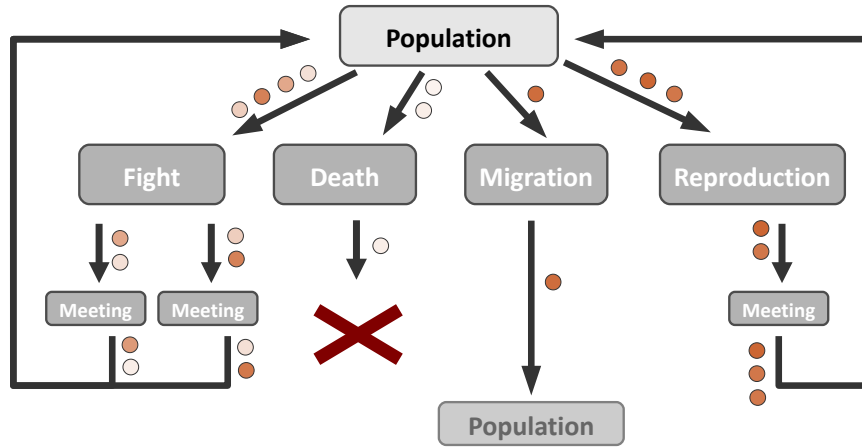 Population
Fight
Death
Migration
Reproduction
Meeting
Meeting
Meeting
Population